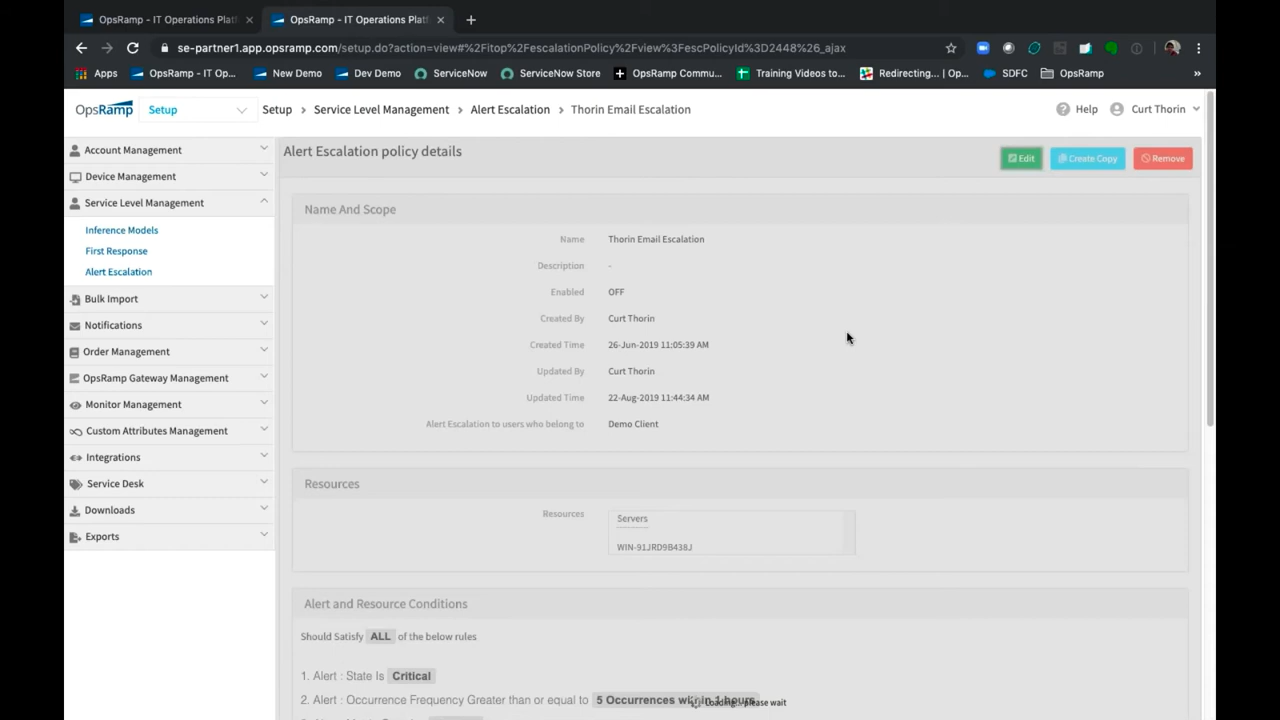 OpsRamp - IT Operations Platf
OpsRamp - IT Operations Platf
se-partner1.app.opsramp.com/setup.do?action=view#%2Fitop%2FescalationPolicy%2Fview%3FescPolicyId%3D2448%26_ajax
Apps OpsRamp - IT Op... New Demo Dev Demo ServiceNow ServiceNow Store OpsRamp Commu... Training Videos to... Redirecting... | Op... SDFC OpsRamp »
OpsRamp Setup Setup > Service Level Management > Alert Escalation > Thorin Email Escalation Help Curt Thorin
Account Management
Device Management
Service Level Management
Inference Models
First Response
Alert Escalation
Bulk Import
Notifications
Order Management
OpsRamp Gateway Management
Monitor Management
Custom Attributes Management
Integrations
Service Desk
Downloads
Exports
Alert Escalation policy details Edit Create Copy Remove
Name And Scope
Name Thorin Email Escalation
Description -
Enabled OFF
Created By Curt Thorin
Created Time 26-Jun-2019 11:05:39 AM
Updated By Curt Thorin
Updated Time 22-Aug-2019 11:44:34 AM
Alert Escalation to users who belong to Demo Client
Resources
Resources Servers
WIN-91JRD9B438J
Alert and Resource Conditions
Should Satisfy ALL of the below rules
1. Alert : State Is Critical
2. Alert : Occurrence Frequency Greater than or equal to 5 Occurrences within 1 hours
Loading... please wait